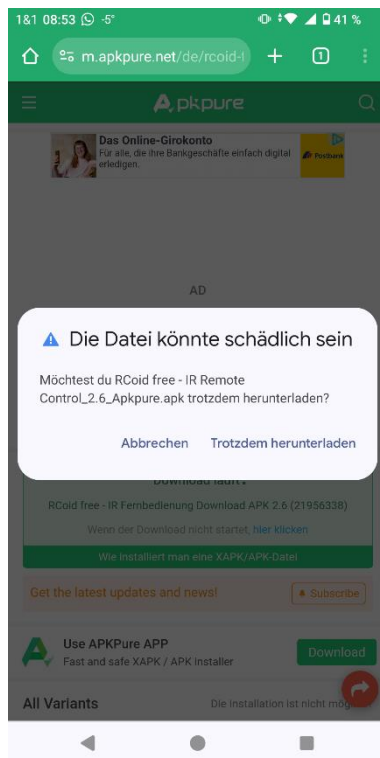 1&1 08:53 -5° 41 %
m.apkpure.net/de/rcoid-f
1
Apkpure
Das Online-Girokonto
Für alle, die ihre Bankgeschäfte einfach digital
erledigen.
Postbank
AD
Die Datei könnte schädlich sein
Möchtest du RCoid free - IR Remote
Control_2.6_Apkpure.apk trotzdem herunterladen?
Abbrechen Trotzdem herunterladen
Download läuft
RCoid free - IR Fernbedienung Download APK 2.6 (21956338)
Wenn der Download nicht startet, hier klicken
Wie installiert man eine XAPK/APK-Datei
Get the latest updates and news! Subscribe
Use APKPure APP
Fast and safe XAPK / APK Installer
Download
All Variants Die Installation ist nicht